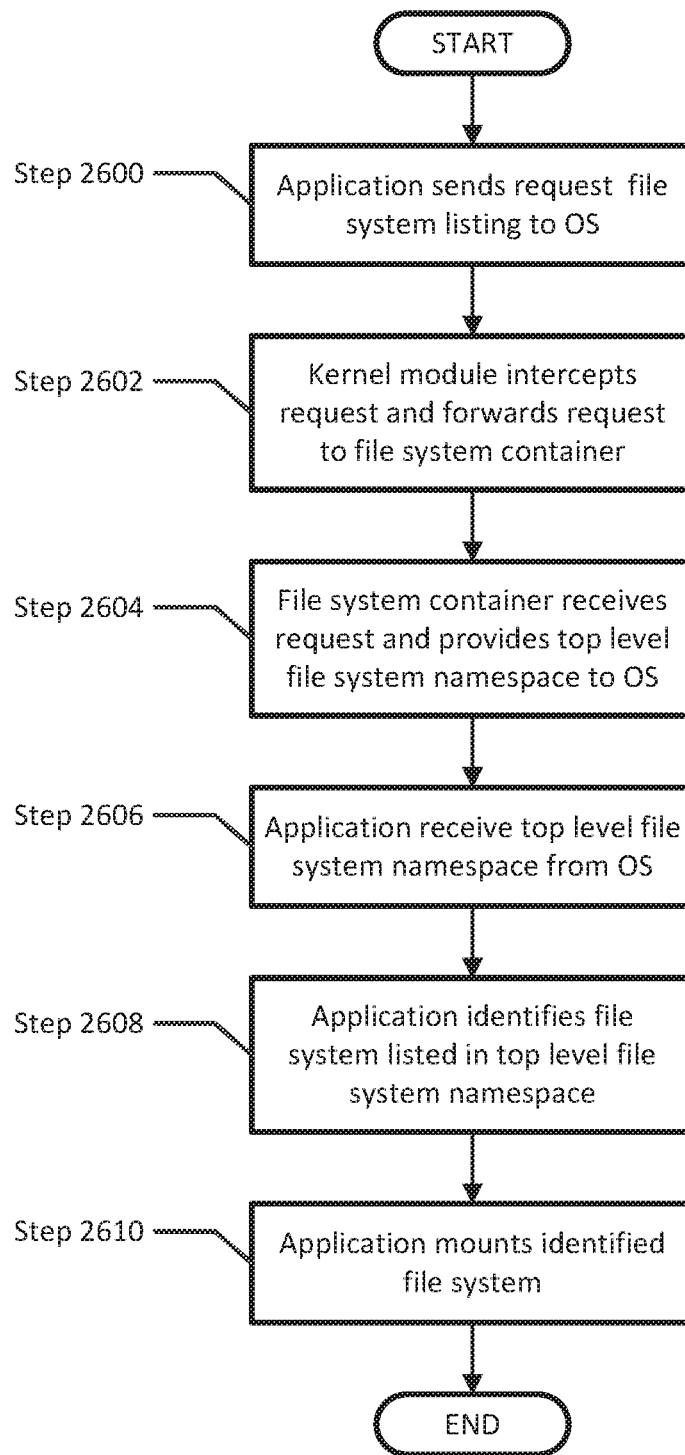 START
Step 2600
Application sends request file
system listing to OS
Step 2602
Kernel module intercepts
request and forwards request
to file system container
Step 2604
File system container receives
request and provides top level
file system namespace to OS
Step 2606
Application receive top level file
system namespace from OS
Step 2608
Application identifies file
system listed in top level file
system namespace
Step 2610
Application mounts identified
file system
END